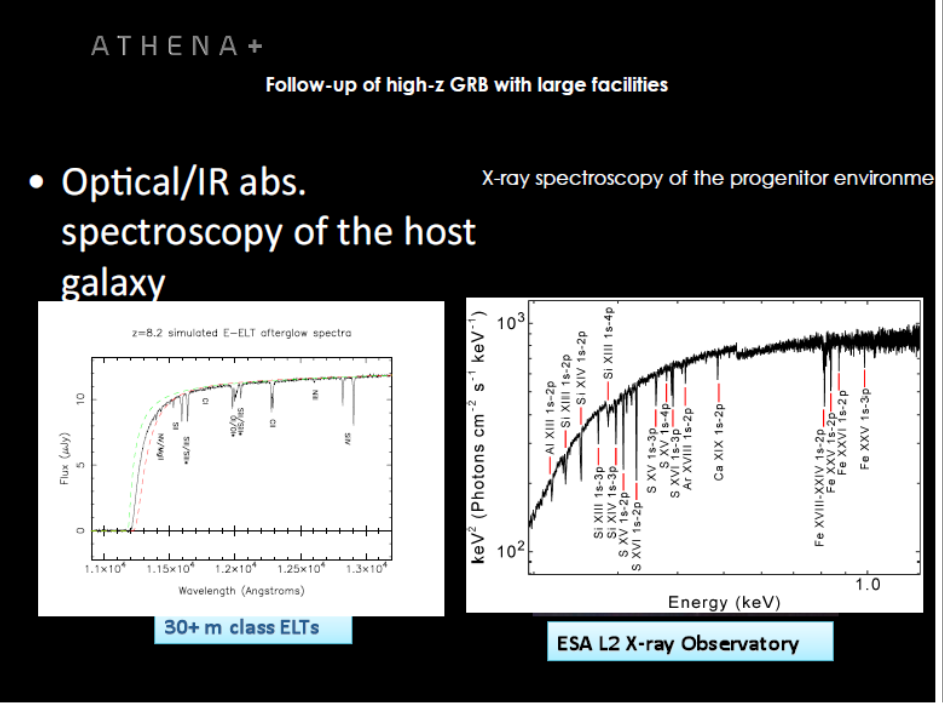 ATHENA+
Follow-up of high-z GRB with large facilities
• Optical/IR abs.
spectroscopy of the host
galaxy
X-ray spectroscopy of the progenitor environme
z=8.2 simulated E-ELT afterglow spectra
Flux (μJy)
10
5
0
SII
SII/SII*
CI
SII/SII*
CII
NiII
SiIV
1.1×10⁴ 1.15×10⁴ 1.2×10⁴ 1.25×10⁴ 1.3×10⁴
Wavelength (Angstroms)
30+ m class ELTs
keV² (Photons cm⁻² s⁻¹ keV⁻¹)
10³
10²
Al XIII 1s-2p
Si XIII 1s-2p
Si XIV 1s-2p
Si XIII 1s-4p
Si XIII 1s-3p
Si XIV 1s-3p
S XV 1s-2p
S XVI 1s-2p
S XV 1s-3p
S XV 1s-4p
S XVI 1s-3p
Ar XVIII 1s-2p
Ca XIX 1s-2p
Fe XVIII-XXIV 1s-2p
Fe XXV 1s-2p
Fe XXVI 1s-2p
Fe XXV 1s-3p
1.0
Energy (keV)
ESA L2 X-ray Observatory